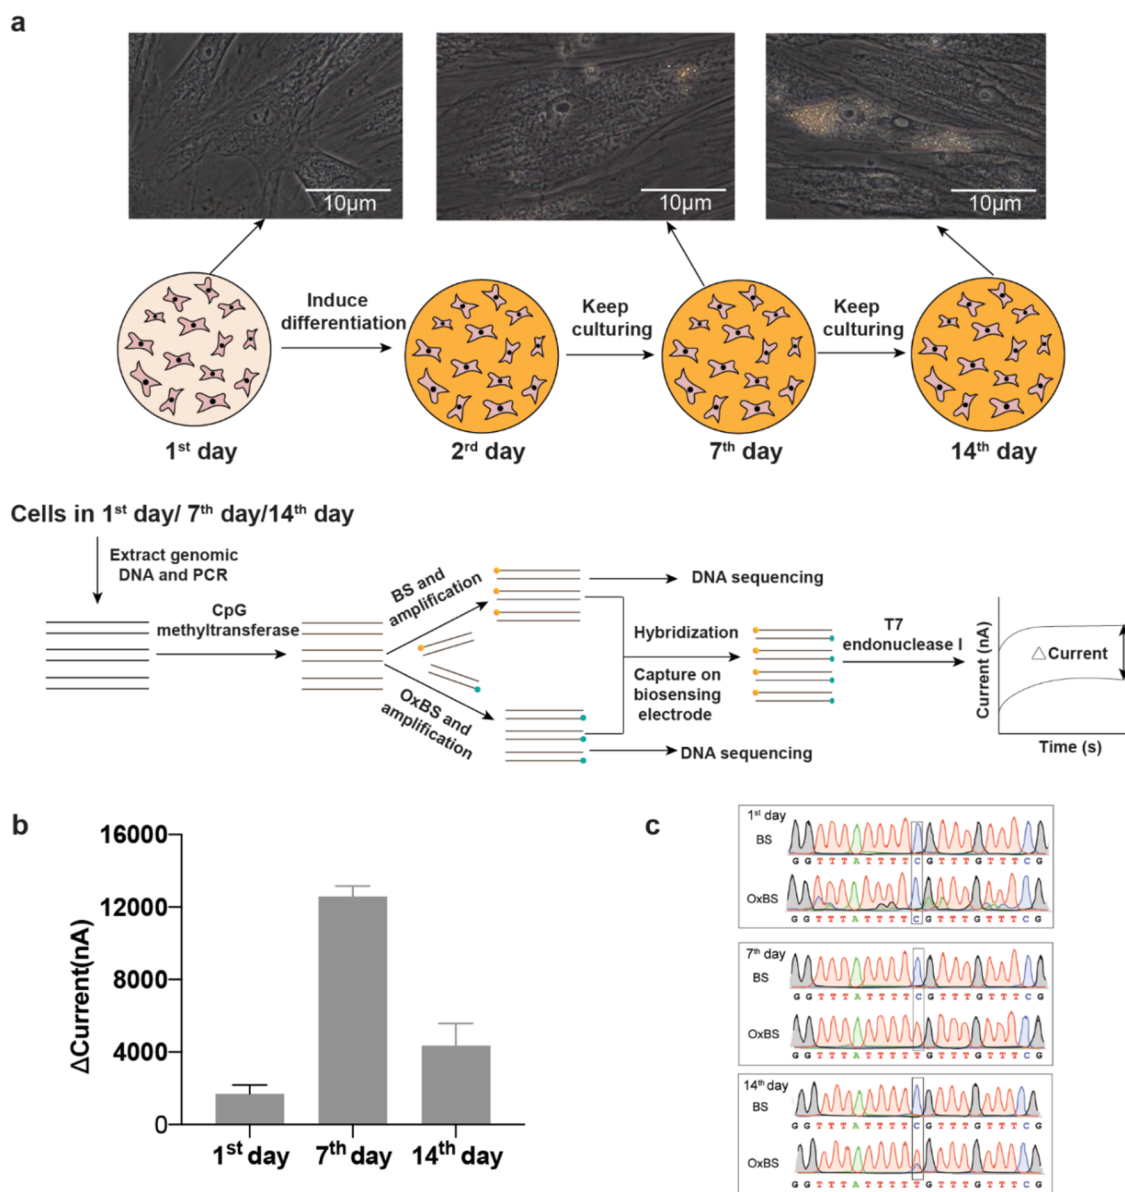 a
10μm
10μm
10μm
Induce
differentiation
Keep
culturing
Keep
culturing
1st day
2rd day
7th day
14th day
Cells in 1st day/ 7th day/14th day
Extract genomic
DNA and PCR
CpG
methyltransferase
BS and
amplification
OxBS and
amplification
DNA sequencing
Hybridization
Capture on
biosensing
electrode
DNA sequencing
T7
endonuclease I
Current (nA)
△Current
Time (s)
b
ΔCurrent(nA)
16000
12000
8000
4000
0
1st day
7th day
14th day
c
1st day
BS
G G T T T A T T T T C G T T T G T T T C G
OxBS
G G T T T A T T T T C G T T T G T T T C G
7th day
BS
G G T T T A T T T T C G T T T G T T T C G
OxBS
G G T T T A T T T T T G T T T G T T T C G
14th day
BS
G G T T T A T T T T C G T T T G T T T C G
OxBS
G G T T T A T T T T T G T T T G T T T C G